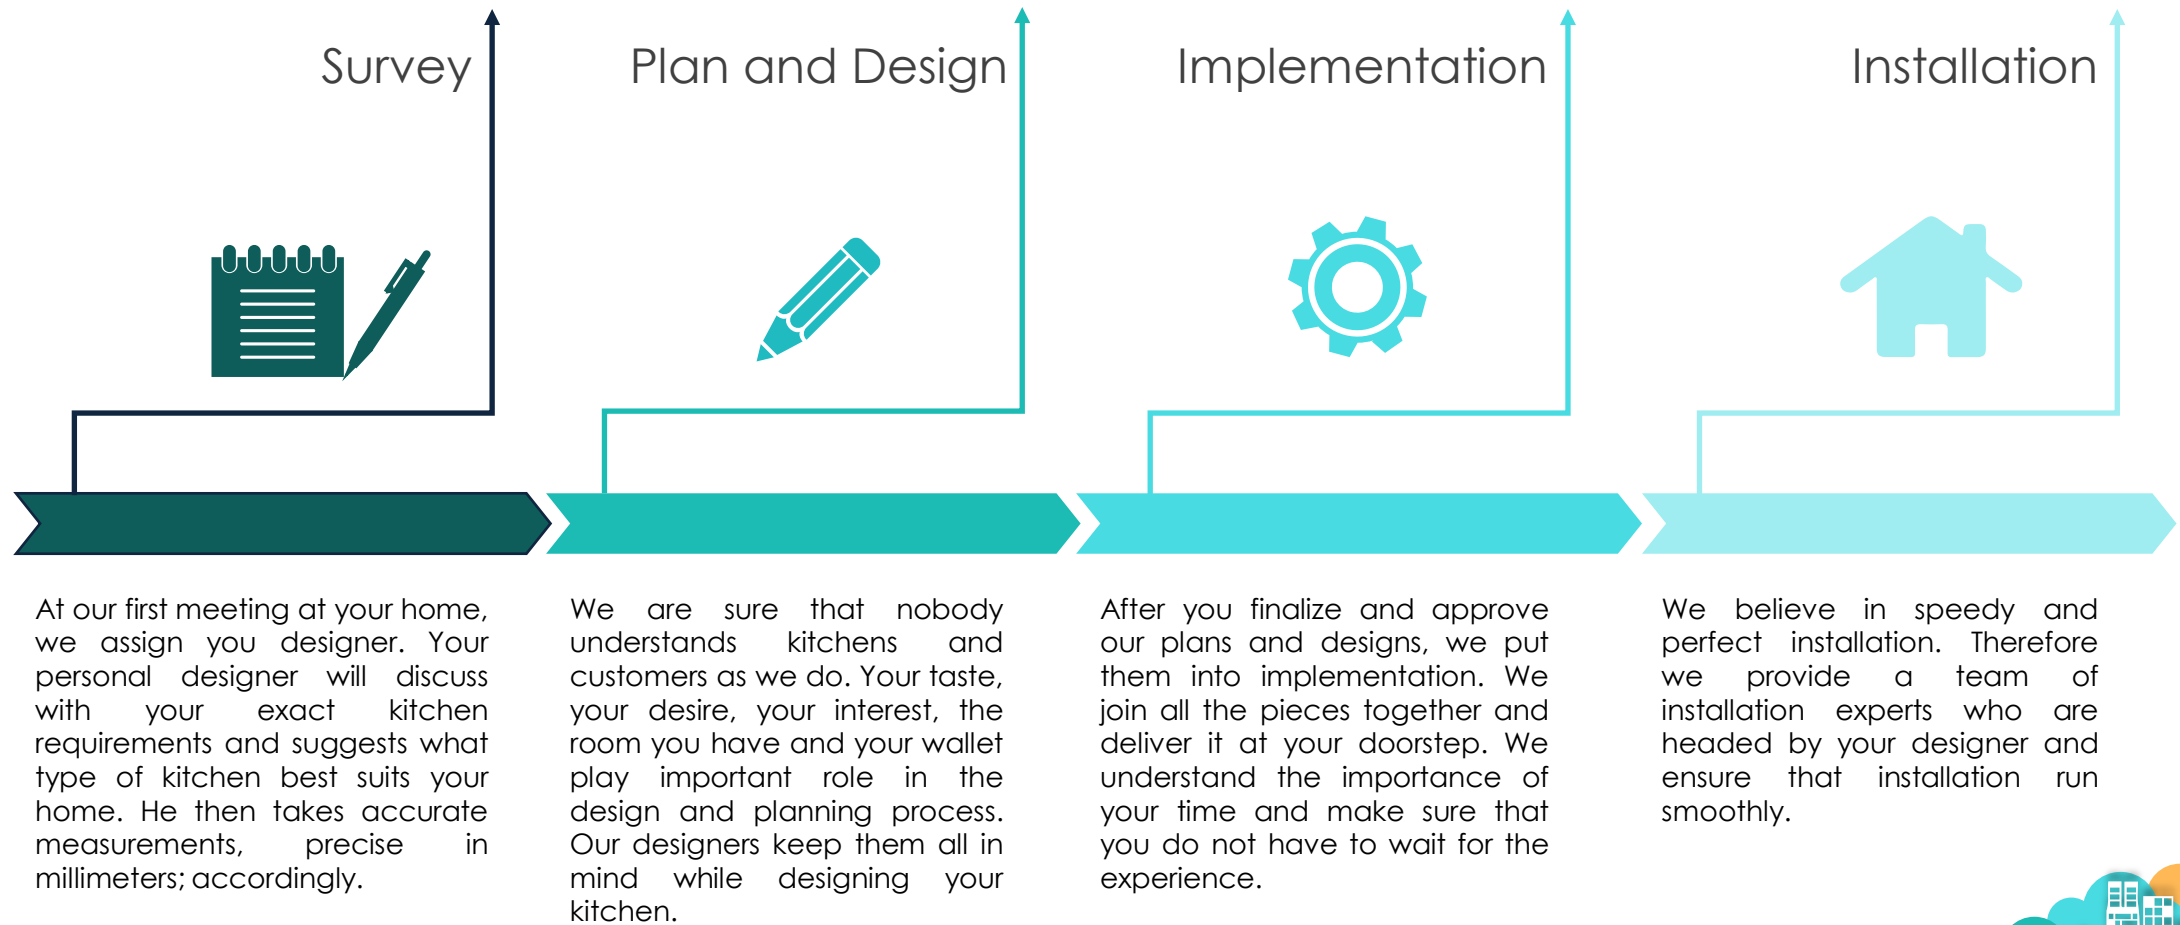 Survey
At our first meeting at your home,
we assign you designer. Your
personal designer will discuss
with your exact kitchen
requirements and suggests what
type of kitchen best suits your
home. He then takes accurate
measurements, precise in
millimeters; accordingly.
Plan and Design
We are sure that nobody
understands kitchens and
customers as we do. Your taste,
your desire, your interest, the
room you have and your wallet
play important role in the
design and planning process.
Our designers keep them all in
mind while designing your
kitchen.
Implementation
After you finalize and approve
our plans and designs, we put
them into implementation. We
join all the pieces together and
deliver it at your doorstep. We
understand the importance of
your time and make sure that
you do not have to wait for the
experience.
Installation
We believe in speedy and
perfect installation. Therefore
we provide a team of
installation experts who are
headed by your designer and
ensure that installation run
smoothly.